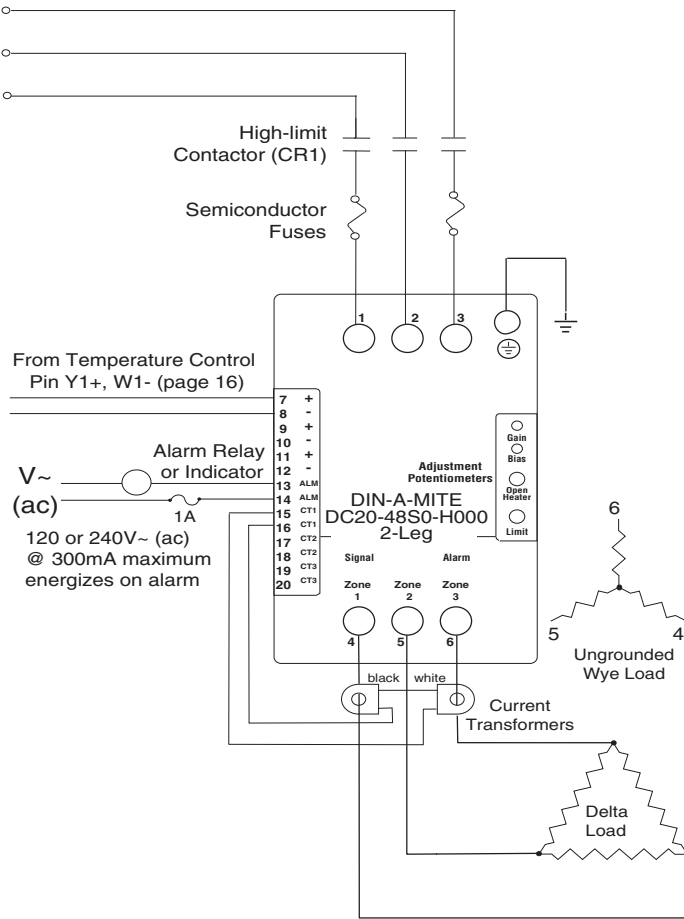 High-limit
Contactor (CR1)
Semiconductor
Fuses
1
2
3
From Temperature Control
Pin Y1+, W1- (page 16)
7 +
8 -
9 +
10 -
11 +
12 -
13 ALM
14 ALM
15 CT1
16 CT1
17 CT2
18 CT2
19 CT3
20 CT3
Alarm Relay
or Indicator
V~
(ac)
1A
120 or 240V~ (ac)
@ 300mA maximum
energizes on alarm
Gain
Bias
Open
Heater
Limit
Adjustment
Potentiometers
DIN-A-MITE
DC20-48S0-H000
2-Leg
Signal
Alarm
Zone
1
Zone
2
Zone
3
4
5
6
black
white
Current
Transformers
6
5
4
Ungrounded
Wye Load
Delta
Load